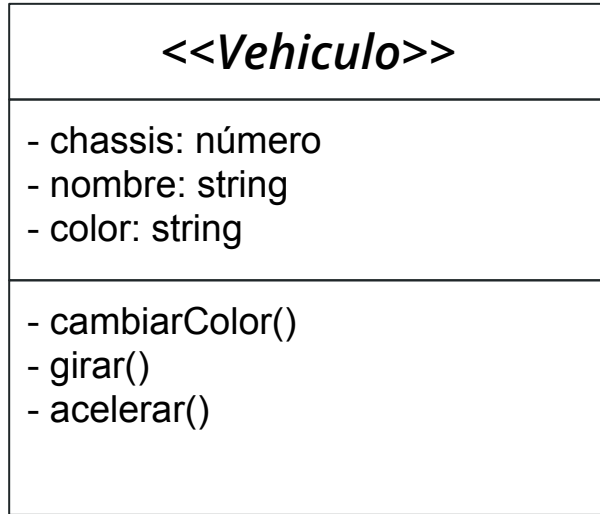 <<Vehiculo>>
- chassis: número
- nombre: string
- color: string
- cambiarColor()
- girar()
- acelerar()